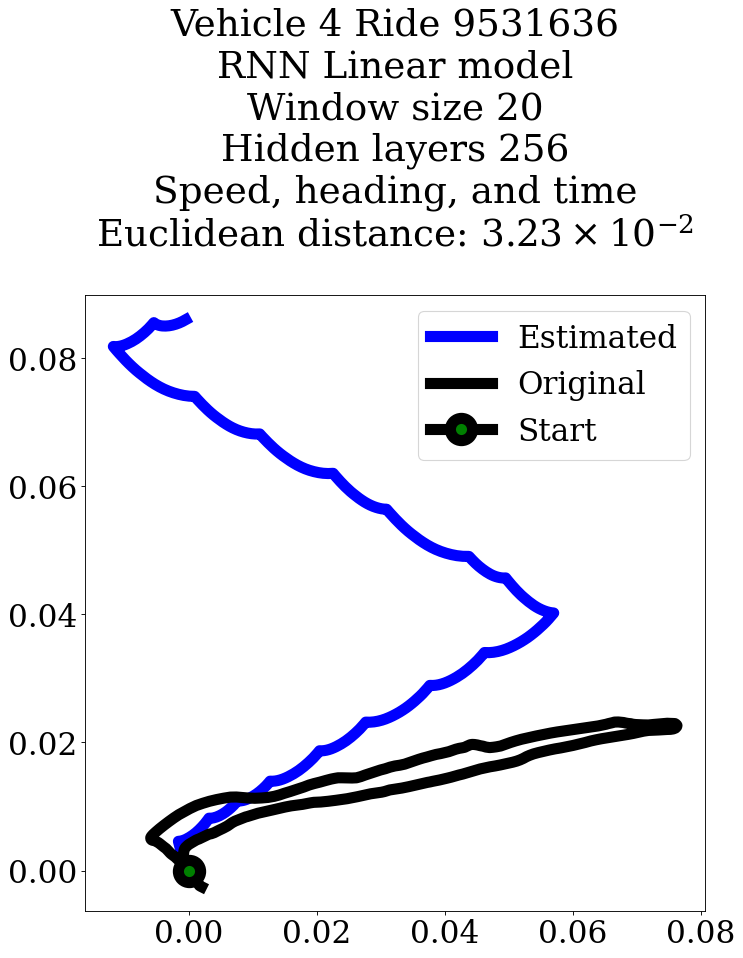 Vehicle 4 Ride 9531636
RNN Linear model
Window size 20
Hidden layers 256
Speed, heading, and time
Euclidean distance: 3.23 × 10⁻²
Estimated
Original
Start
0.08
0.06
0.04
0.02
0.00
0.00 0.02 0.04 0.06 0.08